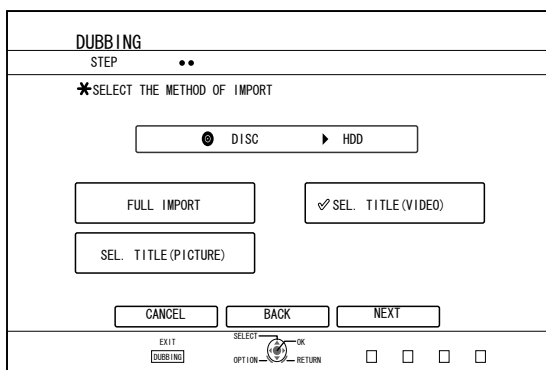 DUBBING
STEP
SELECT THE METHOD OF IMPORT
DISC HDD
FULL IMPORT SEL. TITLE(VIDEO)
SEL. TITLE(PICTURE)
CANCEL BACK NEXT
EXIT
DUBBING
SELECT OK
OPTION RETURN